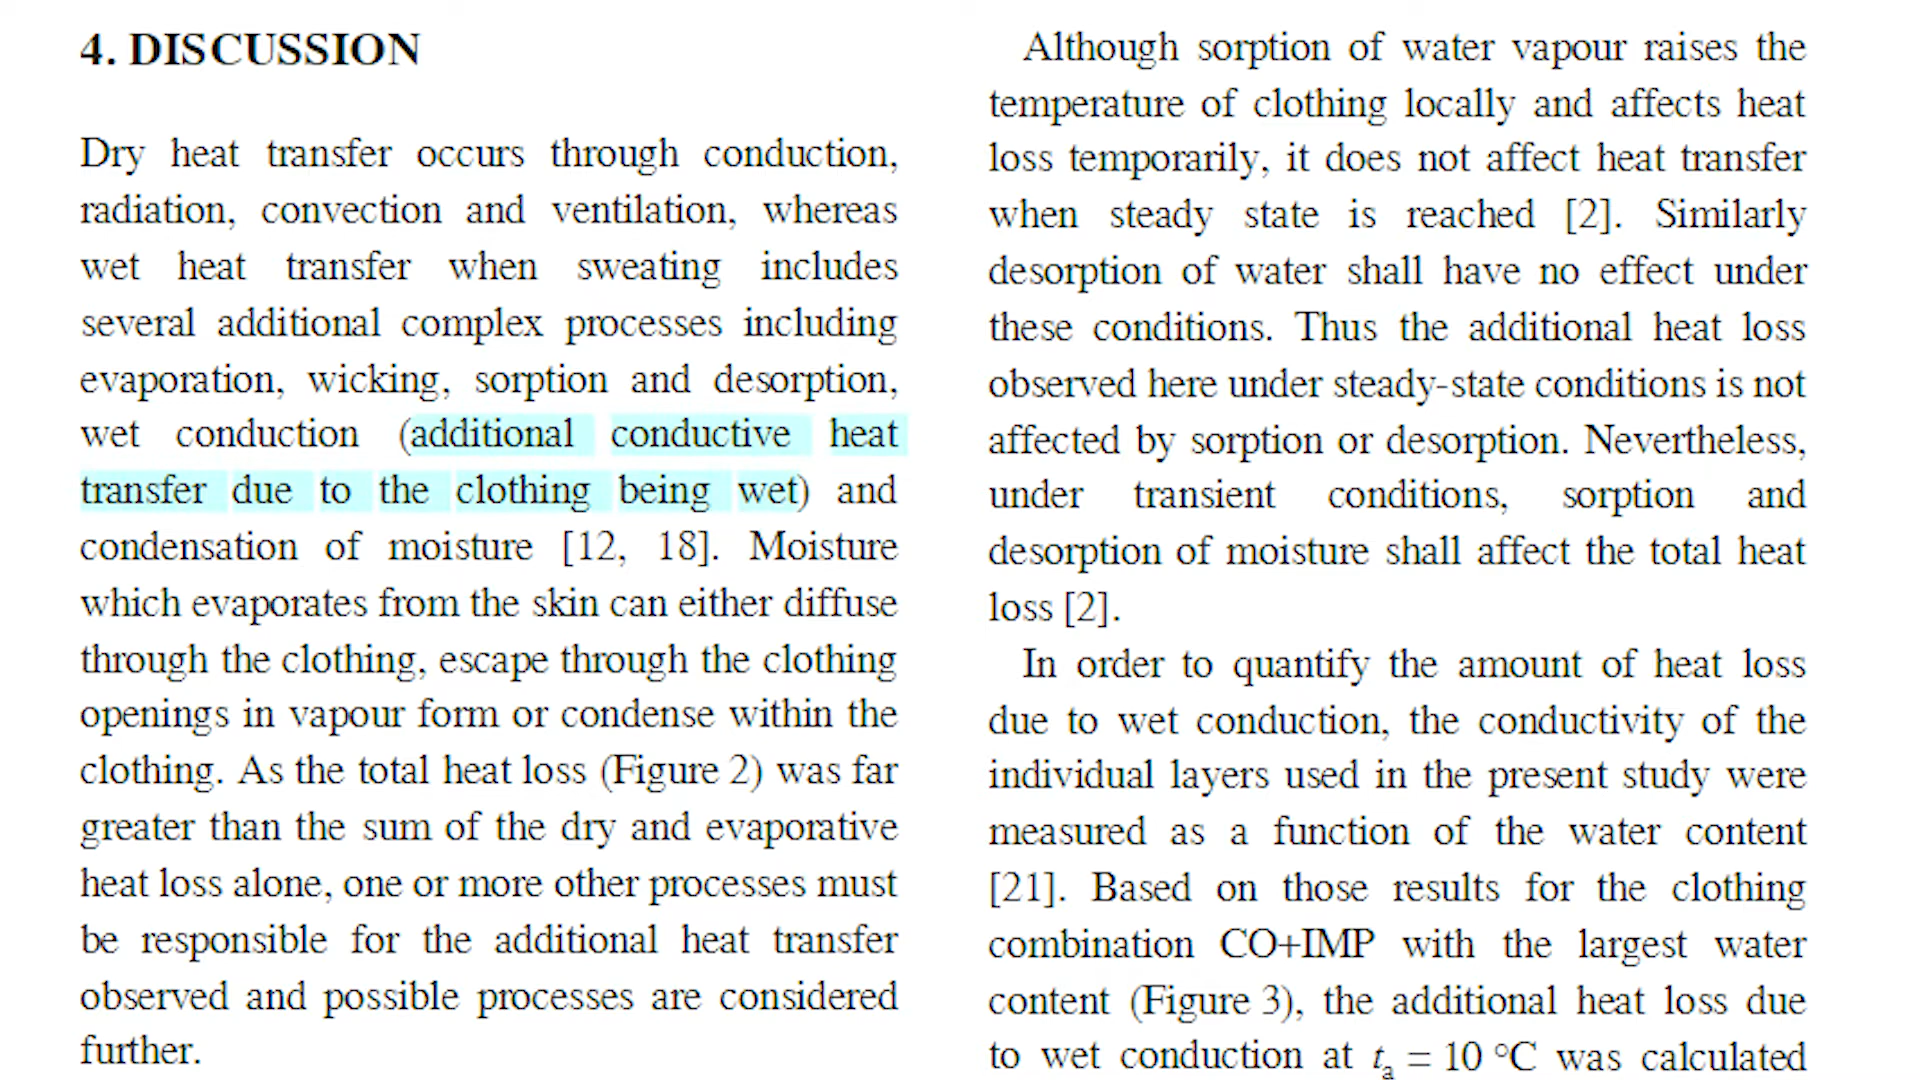 4. DISCUSSION
Dry heat transfer occurs through conduction,
radiation, convection and ventilation, whereas
wet heat transfer when sweating includes
several additional complex processes including
evaporation, wicking, sorption and desorption,
wet conduction (additional conductive heat
transfer due to the clothing being wet) and
condensation of moisture [12, 18]. Moisture
which evaporates from the skin can either diffuse
through the clothing, escape through the clothing
openings in vapour form or condense within the
clothing. As the total heat loss (Figure 2) was far
greater than the sum of the dry and evaporative
heat loss alone, one or more other processes must
be responsible for the additional heat transfer
observed and possible processes are considered
further.
Although sorption of water vapour raises the
temperature of clothing locally and affects heat
loss temporarily, it does not affect heat transfer
when steady state is reached [2]. Similarly
desorption of water shall have no effect under
these conditions. Thus the additional heat loss
observed here under steady-state conditions is not
affected by sorption or desorption. Nevertheless,
under transient conditions, sorption and
desorption of moisture shall affect the total heat
loss [2].
In order to quantify the amount of heat loss
due to wet conduction, the conductivity of the
individual layers used in the present study were
measured as a function of the water content
[21]. Based on those results for the clothing
combination CO+IMP with the largest water
content (Figure 3), the additional heat loss due
to wet conduction at tₐ = 10 °C was calculated